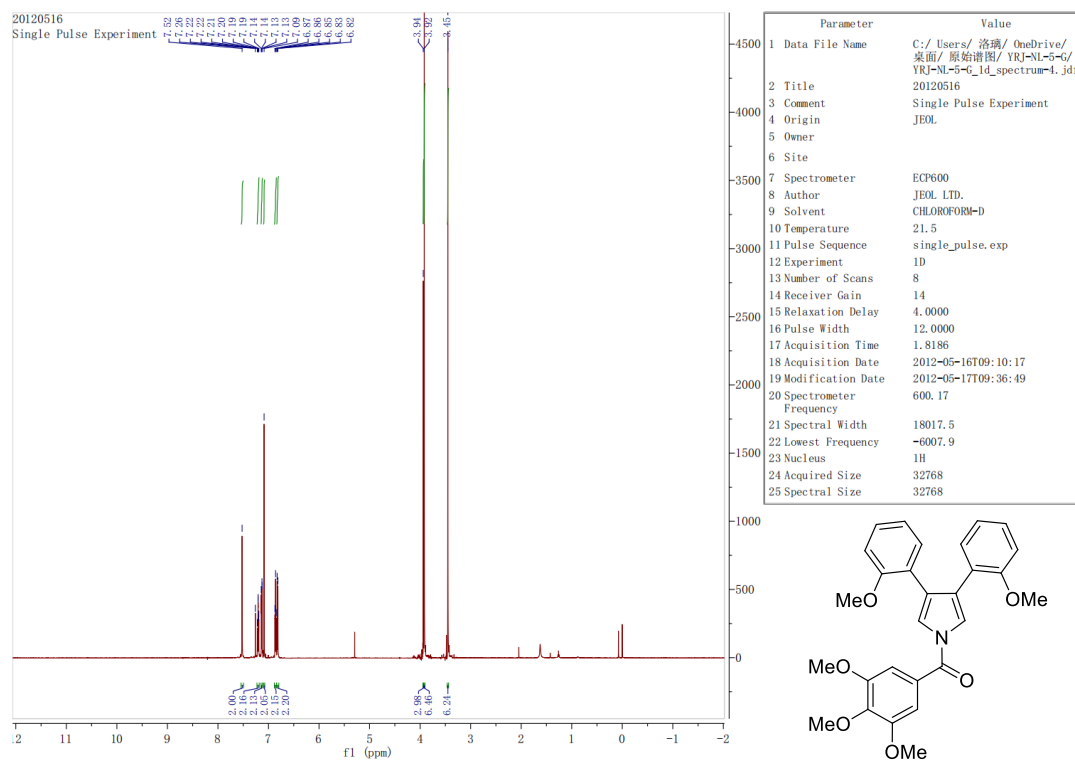 20120516
Single Pulse Experiment
7.52
7.26
7.22
7.22
7.21
7.20
7.19
7.19
7.14
7.14
7.13
7.13
7.09
6.87
6.86
6.85
6.83
6.82
3.94
3.92
3.45
4500
4000
3500
3000
2500
2000
1500
1000
500
0
2.00
2.16
2.13
2.05
2.15
2.20
2.98
6.46
6.24
12 11 10 9 8 7 6 5 4 3 2 1 0 -1 -2
f1 (ppm)
Parameter Value
1 Data File Name C:/ Users/ 洛璃/ OneDrive/
桌面/ 原始谱图/ YRJ-NL-5-G/
YRJ-NL-5-G_1d_spectrum-4.jdf
2 Title 20120516
3 Comment Single Pulse Experiment
4 Origin JEOL
5 Owner
6 Site
7 Spectrometer ECP600
8 Author JEOL LTD.
9 Solvent CHLOROFORM-D
10 Temperature 21.5
11 Pulse Sequence single_pulse.exp
12 Experiment 1D
13 Number of Scans 8
14 Receiver Gain 14
15 Relaxation Delay 4.0000
16 Pulse Width 12.0000
17 Acquisition Time 1.8186
18 Acquisition Date 2012-05-16T09:10:17
19 Modification Date 2012-05-17T09:36:49
20 Spectrometer Frequency 600.17
21 Spectral Width 18017.5
22 Lowest Frequency -6007.9
23 Nucleus 1H
24 Acquired Size 32768
25 Spectral Size 32768
MeO
OMe
N
MeO
O
MeO
OMe